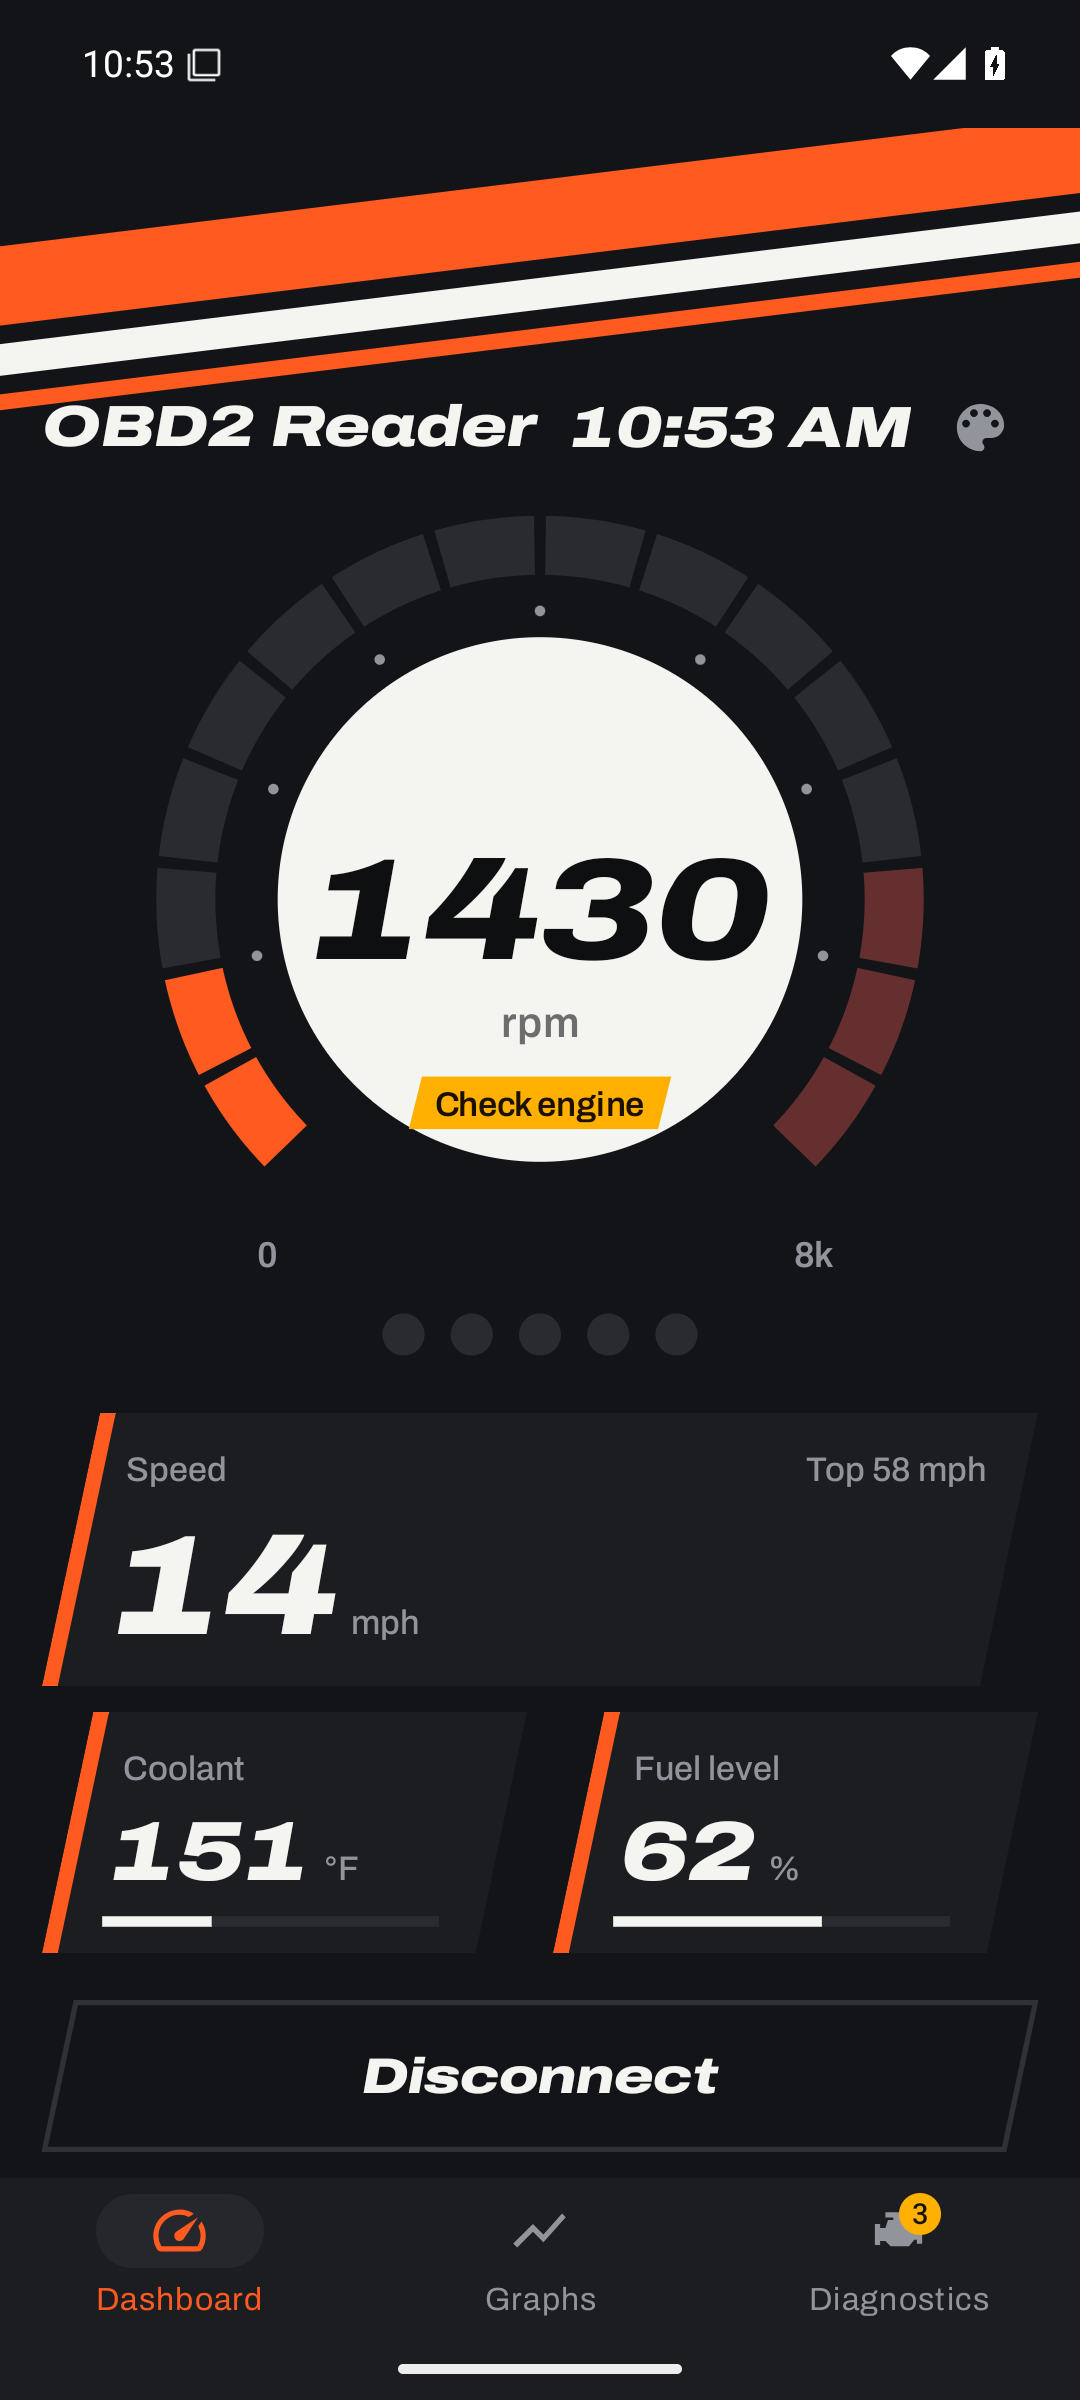 10:53
OBD2 Reader 10:53 AM
1430
rpm
Check engine
0 8k
Speed Top 58 mph
14 mph
Coolant Fuel level
151 °F 62 %
Disconnect
3
Dashboard Graphs Diagnostics